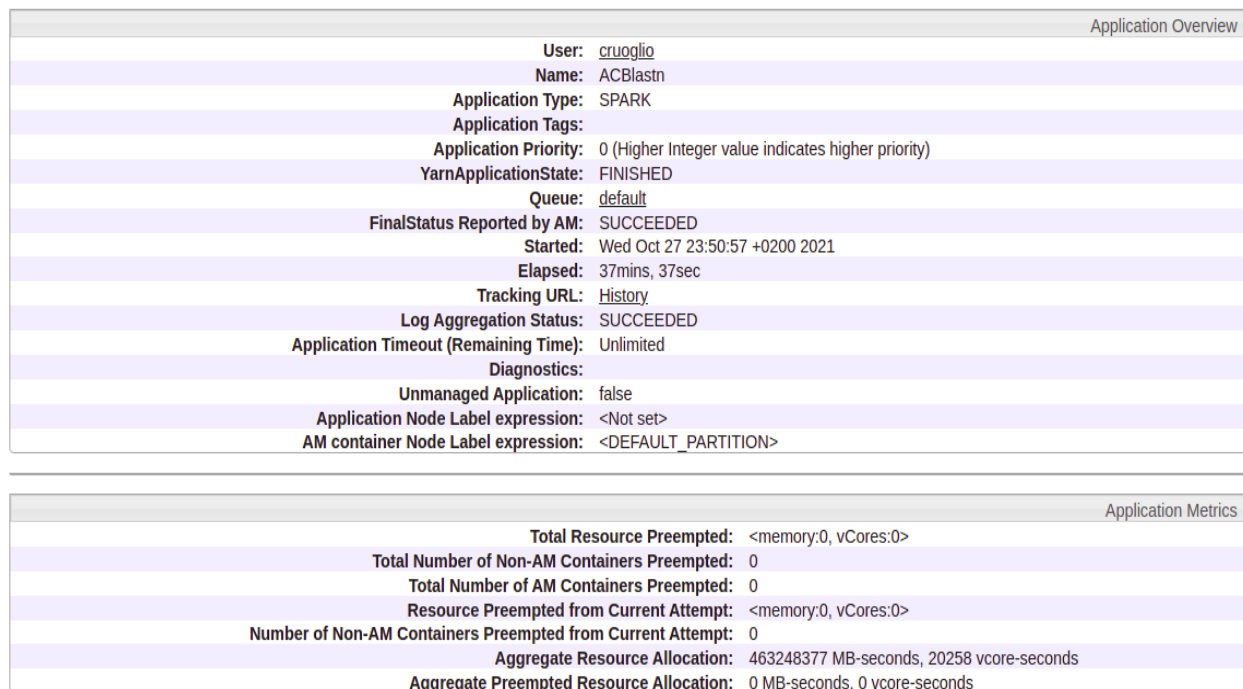 Application Overview
User: cruoglio
Name: ACBlastn
Application Type: SPARK
Application Tags:
Application Priority: 0 (Higher Integer value indicates higher priority)
YarnApplicationState: FINISHED
Queue: default
FinalStatus Reported by AM: SUCCEEDED
Started: Wed Oct 27 23:50:57 +0200 2021
Elapsed: 37mins, 37sec
Tracking URL: History
Log Aggregation Status: SUCCEEDED
Application Timeout (Remaining Time): Unlimited
Diagnostics:
Unmanaged Application: false
Application Node Label expression: <Not set>
AM container Node Label expression: <DEFAULT_PARTITION>
Application Metrics
Total Resource Preempted: <memory:0, vCores:0>
Total Number of Non-AM Containers Preempted: 0
Total Number of AM Containers Preempted: 0
Resource Preempted from Current Attempt: <memory:0, vCores:0>
Number of Non-AM Containers Preempted from Current Attempt: 0
Aggregate Resource Allocation: 463248377 MB-seconds, 20258 vcore-seconds
Aggregate Preempted Resource Allocation: 0 MB-seconds, 0 vcore-seconds